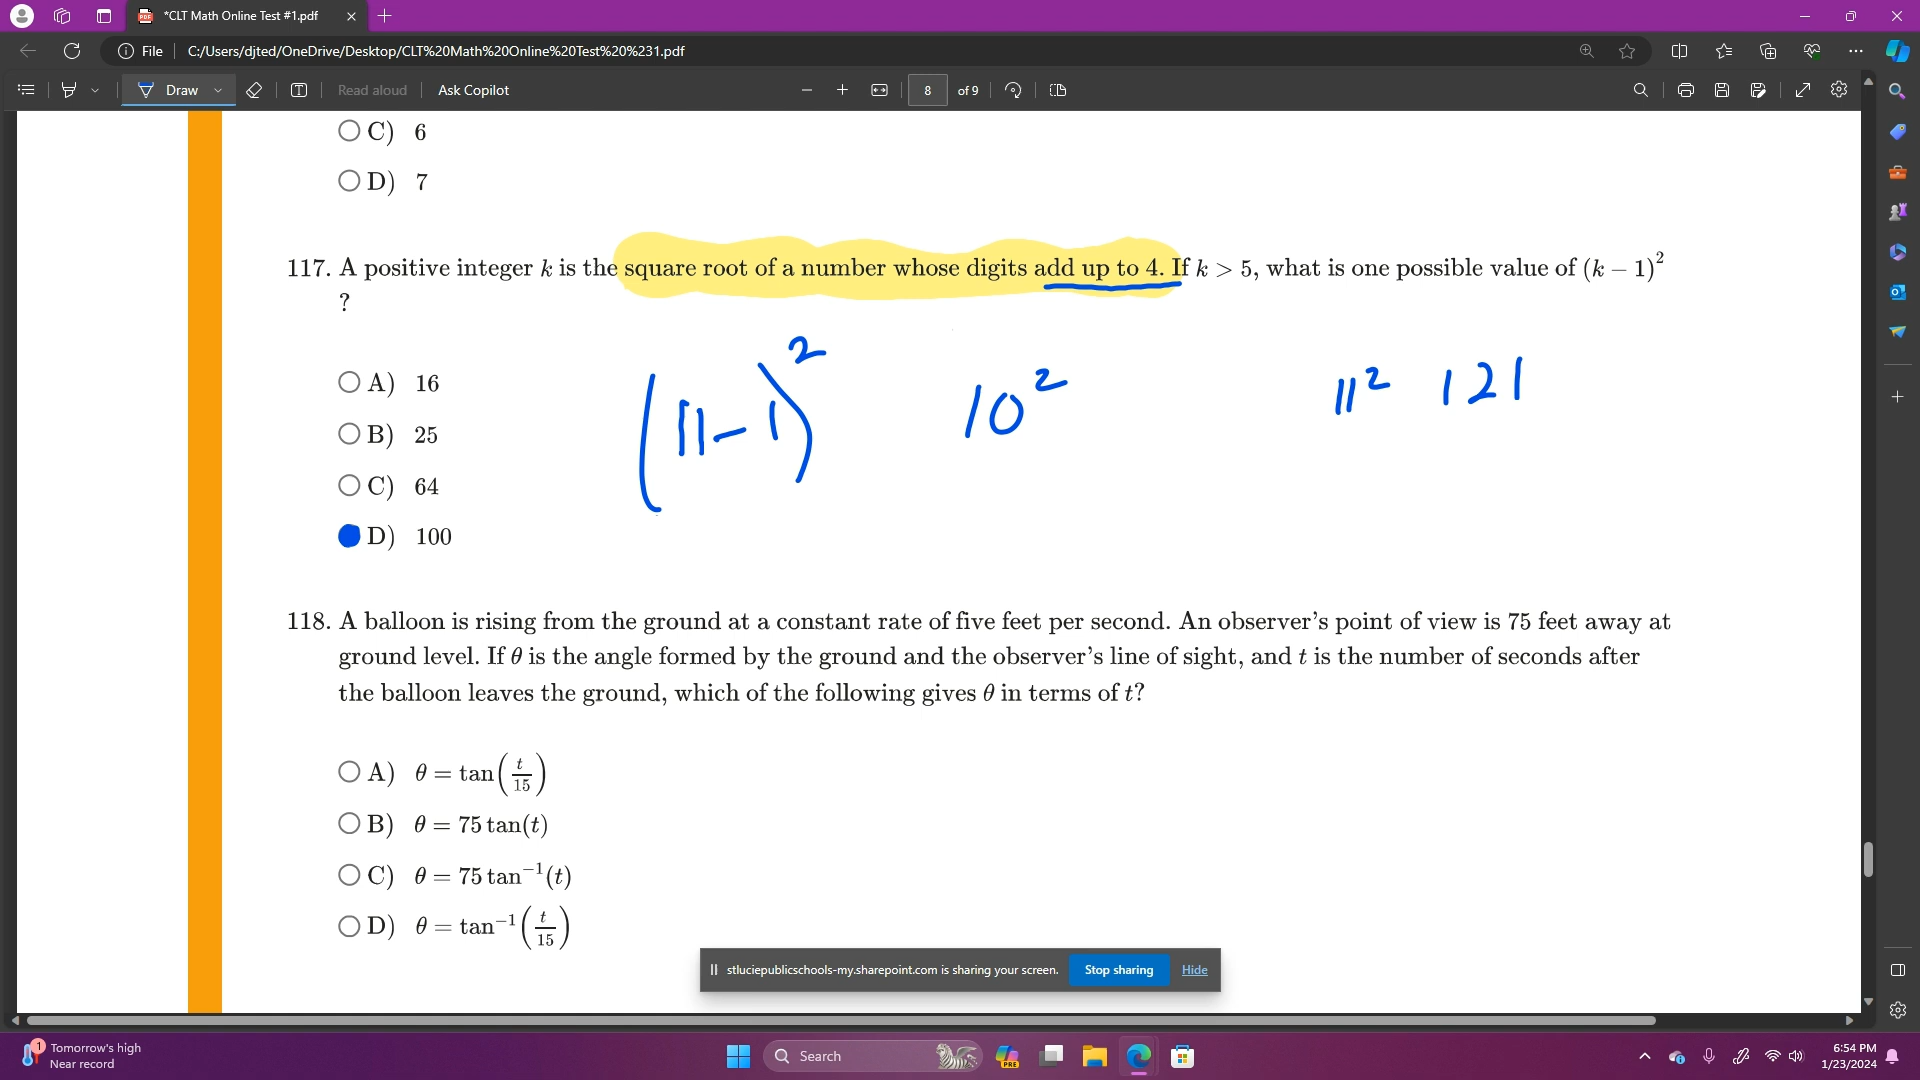 *CLT Math Online Test #1.pdf
File C:/Users/djted/OneDrive/Desktop/CLT%20Math%20Online%20Test%20%231.pdf
Draw Read aloud Ask Copilot 8 of 9
C) 6
D) 7
117. A positive integer k is the square root of a number whose digits add up to 4. If k > 5, what is one possible value of (k − 1)²
?
(11-1)² 10² 11² 121
A) 16
B) 25
C) 64
D) 100
118. A balloon is rising from the ground at a constant rate of five feet per second. An observer’s point of view is 75 feet away at
ground level. If θ is the angle formed by the ground and the observer’s line of sight, and t is the number of seconds after
the balloon leaves the ground, which of the following gives θ in terms of t?
A) θ = tan(t/15)
B) θ = 75 tan(t)
C) θ = 75 tan⁻¹(t)
D) θ = tan⁻¹(t/15)
stluciepublicschools-my.sharepoint.com is sharing your screen. Stop sharing Hide
1 Tomorrow's high
Near record
Search
PRE
6:54 PM
1/23/2024